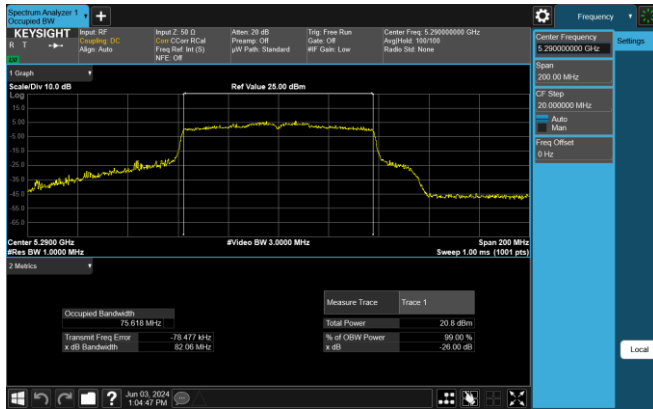 Spectrum Analyzer 1
Occupied BW
Frequency
KEYSIGHT
R T
Input: RF
Coupling: DC
Align: Auto
Input Z: 50 Ω
Corr CCorr RCal
Freq Ref: Int (S)
NFE: Off
Atten: 20 dB
Preamp: Off
µW Path: Standard
Trig: Free Run
Gate: Off
#IF Gain: Low
Center Freq: 5.290000000 GHz
Avg|Hold: 100/100
Radio Std: None
Center Frequency
5.290000000 GHz
Settings
Span
200.00 MHz
CF Step
20.000000 MHz
Auto
Man
Freq Offset
0 Hz
Local
1 Graph
Scale/Div 10.0 dB
Ref Value 25.00 dBm
Log
15.0
5.00
-5.00
-15.0
-25.0
-35.0
-45.0
-55.0
-65.0
Center 5.2900 GHz
#Video BW 3.0000 MHz
Span 200 MHz
#Res BW 1.0000 MHz
Sweep 1.00 ms (1001 pts)
2 Metrics
Measure Trace
Trace 1
Occupied Bandwidth
75.618 MHz
Total Power
20.8 dBm
Transmit Freq Error
-78.477 kHz
% of OBW Power
99.00 %
x dB Bandwidth
82.06 MHz
x dB
-26.00 dB
?
Jun 03, 2024
1:04:47 PM